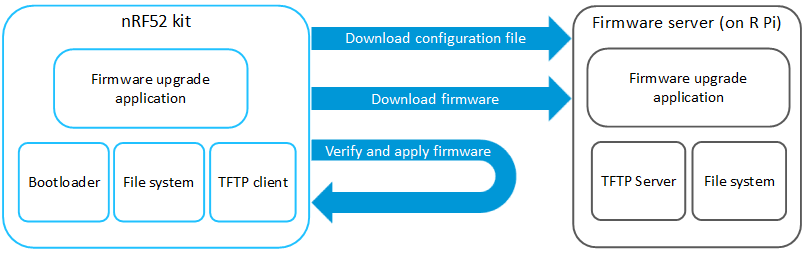 nRF52 kit
Firmware upgrade
application
Bootloader
File system
TFTP client
Download configuration file
Download firmware
Verify and apply firmware
Firmware server (on R Pi)
Firmware upgrade
application
TFTP Server
File system